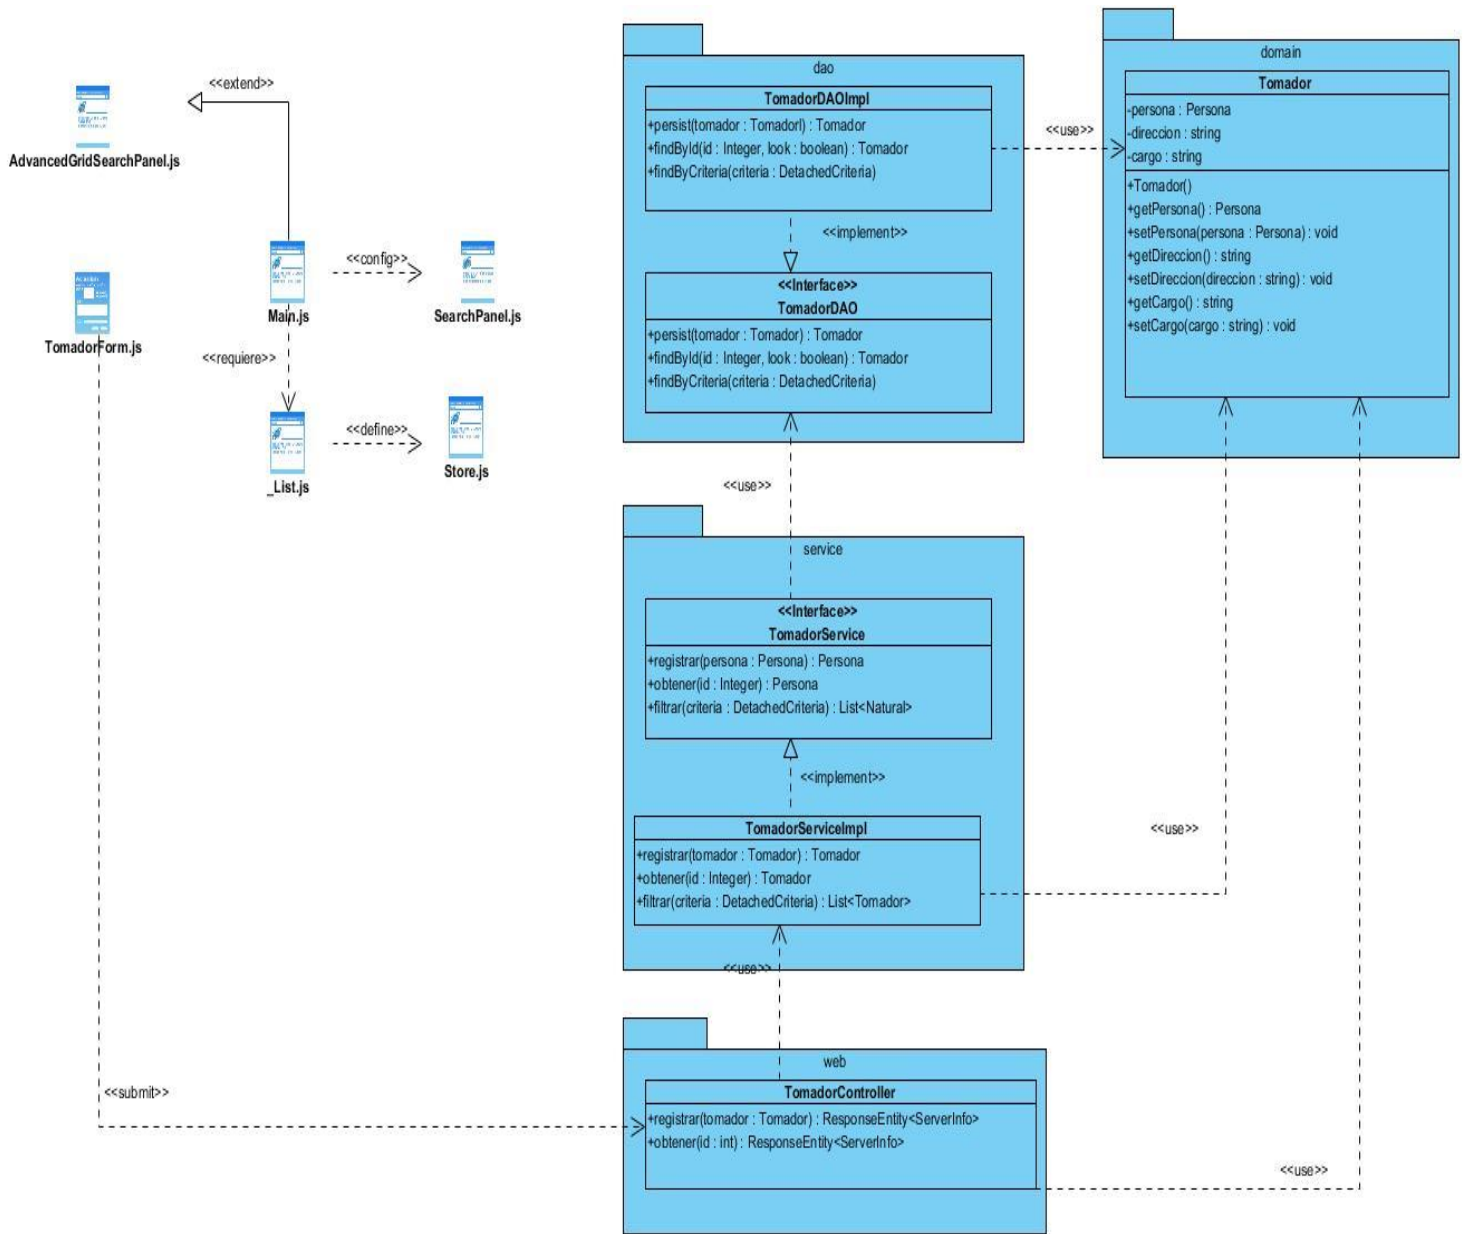 <<extend>>
AdvancedGridSearchPanel.js
<<config>>
Main.js
SearchPanel.js
TomadorForm.js
<<requiere>>
<<define>>
_List.js
Store.js
<<submit>>
dao
TomadorDAOImpl
+persist(tomador : Tomadorl) : Tomador
+findById(id : Integer, look : boolean) : Tomador
+findByCriteria(criteria : DetachedCriteria)
<<implement>>
<<Interface>>
TomadorDAO
+persist(tomador : Tomador) : Tomador
+findById(id : Integer, look : boolean) : Tomador
+findByCriteria(criteria : DetachedCriteria)
<<use>>
domain
Tomador
-persona : Persona
-direccion : string
-cargo : string
+Tomador()
+getPersona() : Persona
+setPersona(persona : Persona) : void
+getDireccion() : string
+setDireccion(direccion : string) : void
+getCargo() : string
+setCargo(cargo : string) : void
<<use>>
service
<<Interface>>
TomadorService
+registrar(persona : Persona) : Persona
+obtener(id : Integer) : Persona
+filtrar(criteria : DetachedCriteria) : List<Natural>
<<implement>>
TomadorServiceImpl
+registrar(tomador : Tomador) : Tomador
+obtener(id : Integer) : Tomador
+filtrar(criteria : DetachedCriteria) : List<Tomador>
<<use>>
<<use>>
web
TomadorController
+registrar(tomador : Tomador) : ResponseEntity<ServerInfo>
+obtener(id : int) : ResponseEntity<ServerInfo>
<<use>>